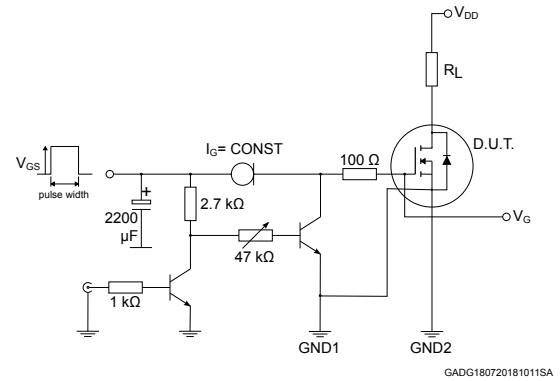 VDD
RL
D.U.T.
IG= CONST
100 Ω
VGS
pulse width
+
2200
μF
2.7 kΩ
VG
47 kΩ
1 kΩ
GND1
GND2
GADG180720181011SA